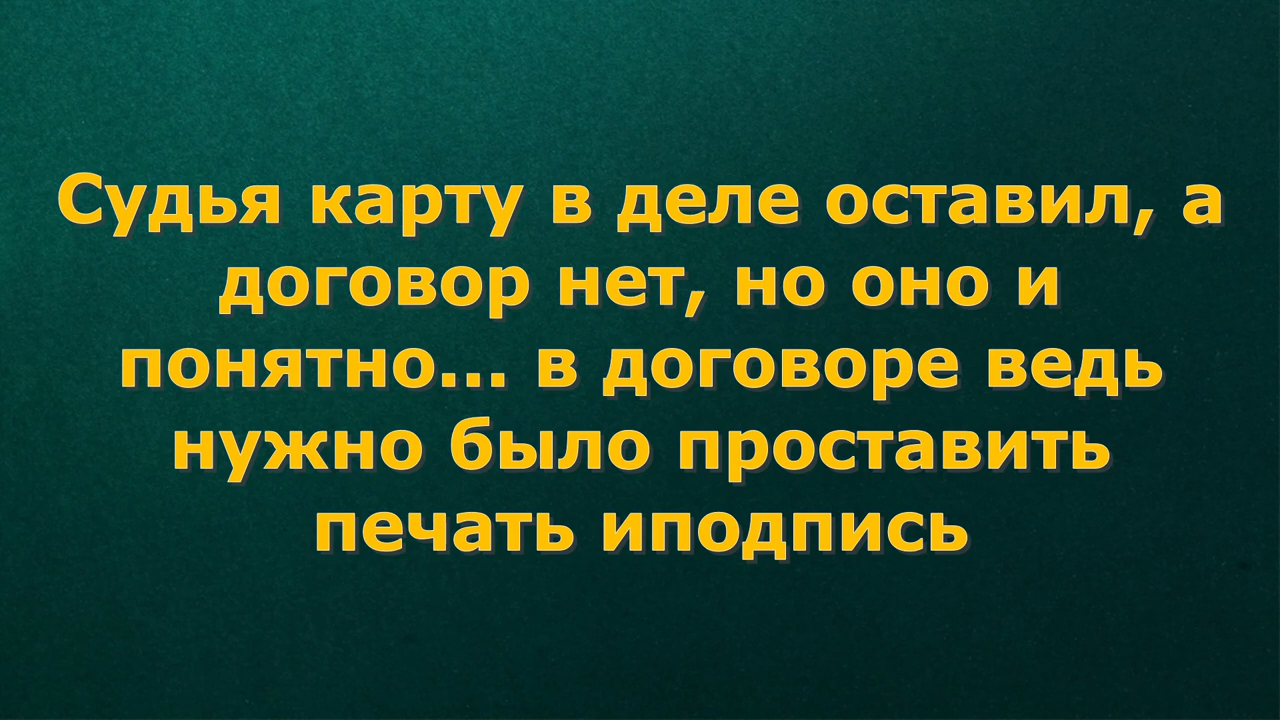 Судья карту в деле оставил, а
договор нет, но оно и
понятно... в договоре ведь
нужно было проставить
печать иподпись